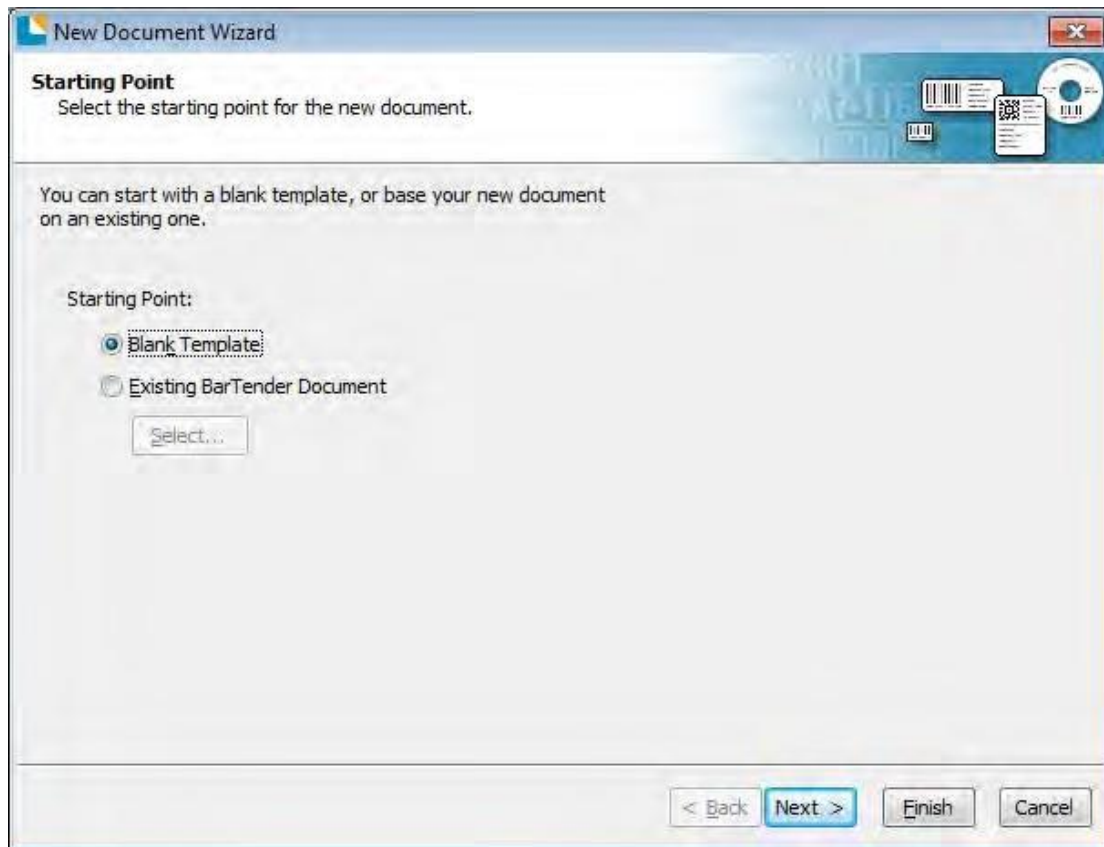 New Document Wizard
Starting Point
Select the starting point for the new document.
You can start with a blank template, or base your new document
on an existing one.
Starting Point:
Blank Template
Existing BarTender Document
Select...
< Back Next > Finish Cancel